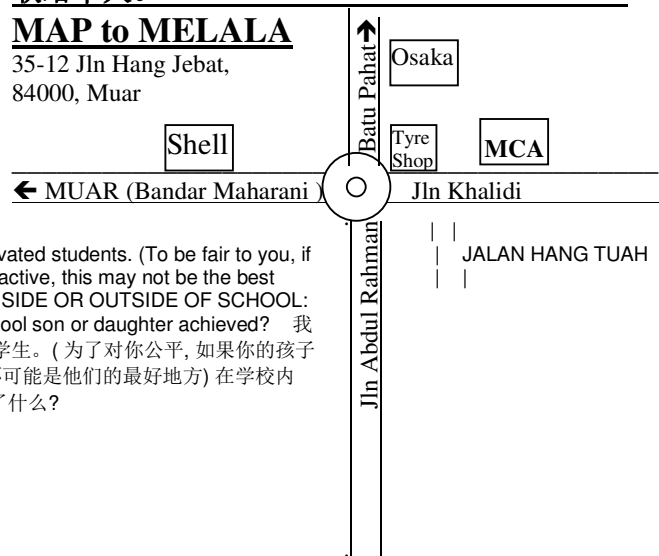 MAP to MELALA
35-12 Jln Hang Jebat,
84000, Muar
Batu Pahat➔
Osaka
Shell
Tyre
Shop
MCA
🡨 MUAR (Bandar Maharani )
Jln Khalidi
Jln Abdul Rahman
JALAN HANG TUAH
vated students. (To be fair to you, if
active, this may not be the best
SIDE OR OUTSIDE OF SCHOOL:
ool son or daughter achieved? 我
学生。( 为了对你公平, 如果你的孩子
可能是他们的最好地方) 在学校内
了什么?